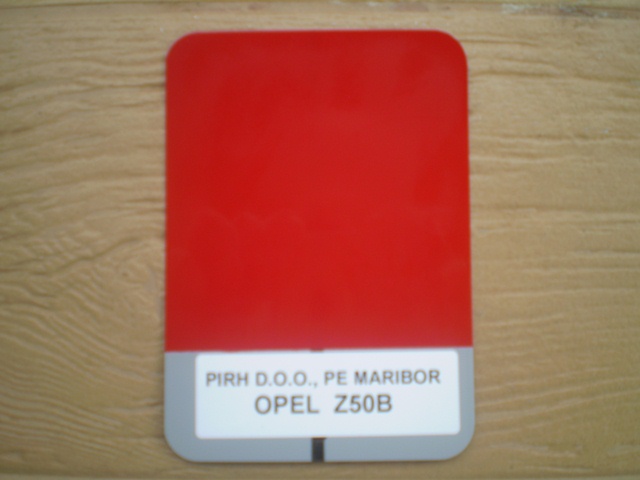 PIRH D.O.O., PE MARIBOR
OPEL Z50B